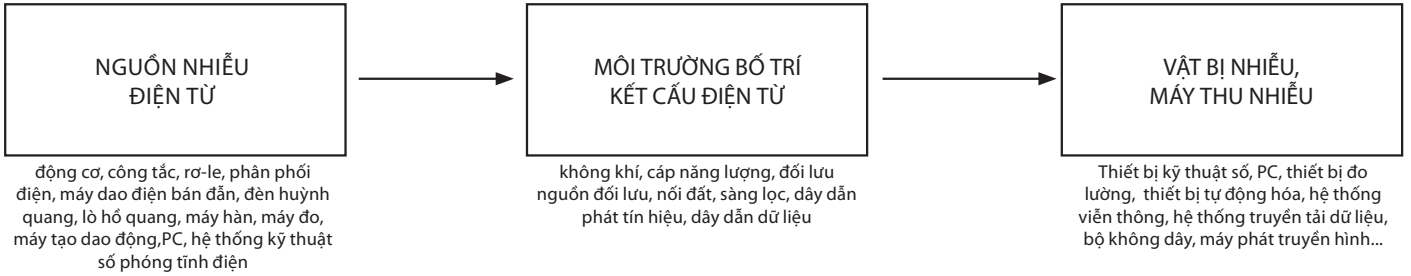 NGUỒN NHIỄU
ĐIỆN TỪ
động cơ, công tắc, rơ-le, phân phối
điện, máy dao điện bán đẫn, đèn huỳnh
quang, lò hồ quang, máy hàn, máy đo,
máy tạo dao động,PC, hệ thống kỹ thuật
số phóng tĩnh điện
MÔI TRƯỜNG BỐ TRÍ
KẾT CẤU ĐIỆN TỪ
không khí, cáp năng lượng, đối lưu
nguồn đối lưu, nối đất, sàng lọc, dây dẫn
phát tín hiệu, dây dẫn dữ liệu
VẬT BỊ NHIỄU,
MÁY THU NHIỄU
Thiết bị kỹ thuật số, PC, thiết bị đo
lường, thiết bị tự động hóa, hệ thống
viễn thông, hệ thống truyền tải dữ liệu,
bộ không dây, máy phát truyền hình...